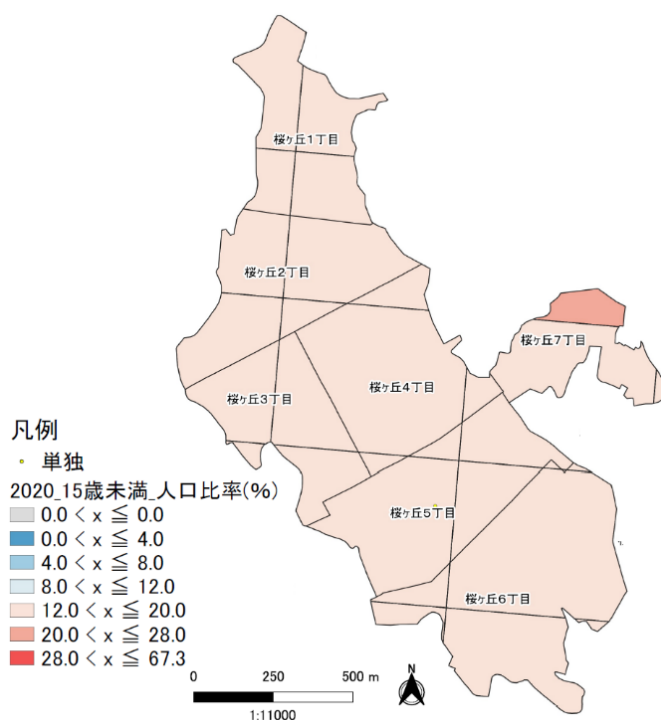 桜ヶ丘1丁目
桜ヶ丘2丁目
桜ヶ丘7丁目
桜ヶ丘4丁目
桜ヶ丘3丁目
桜ヶ丘5丁目
桜ヶ丘6丁目
凡例
単独
2020_15歳未満_人口比率(%)
0.0 < x ≦ 0.0
0.0 < x ≦ 4.0
4.0 < x ≦ 8.0
8.0 < x ≦ 12.0
12.0 < x ≦ 20.0
20.0 < x ≦ 28.0
28.0 < x ≦ 67.3
0 250 500 m
N
1:11000